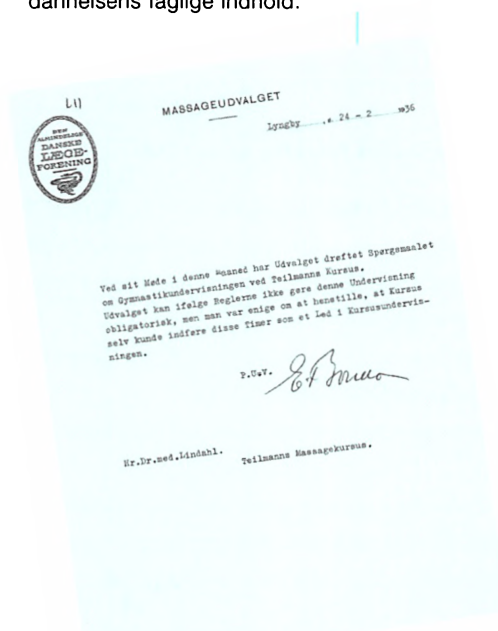 dannelsens faglige indhold.
L11
MASSAGEUDVALGET
DEN
ALMINDELIGE
DANSKE
LÆGE-
FORENING
Lyngby, d. 24 - 2 1936
Ved sit Møde i denne Maaned har Udvalget drøftet Spørgsmaalet
om Gymnastikundervisningen ved Teilmanns Kursus.
Udvalget kan ifølge Reglerne ikke gøre denne Undervisning
obligatorisk, men man var enige om at henstille, at Kursus
selv kunde indføre disse Timer som et Led i Kursusundervis-
ningen.
P.U.V.
Hr.Dr.med.Lindahl.
Teilmanns Massagekursus.